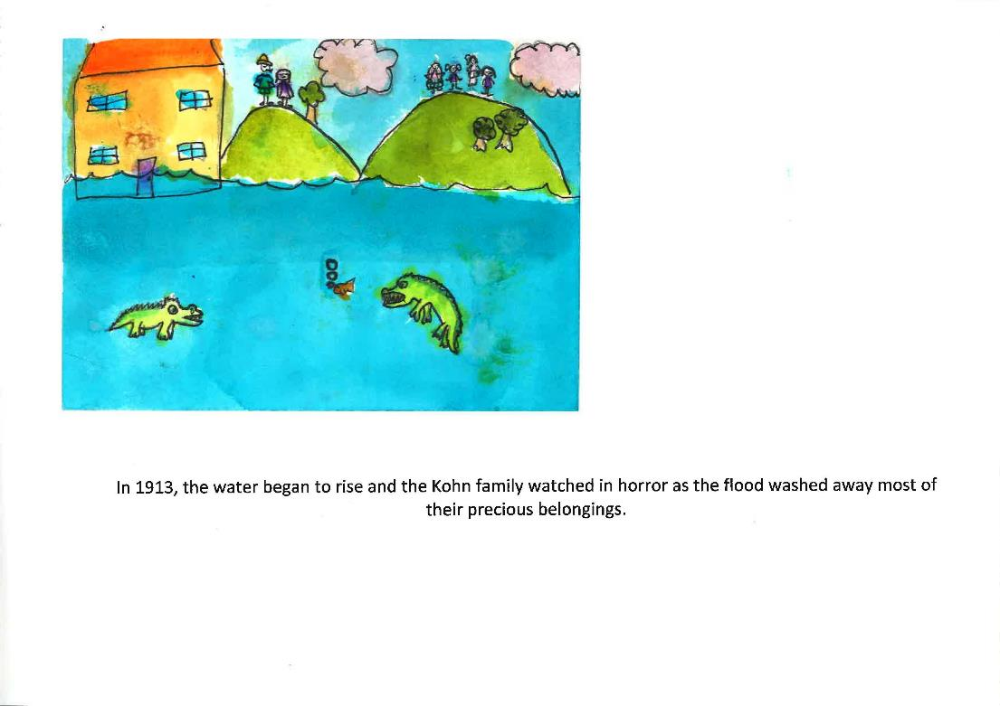 In 1913, the water began to rise and the Kohn family watched in horror as the flood washed away most of
their precious belongings.